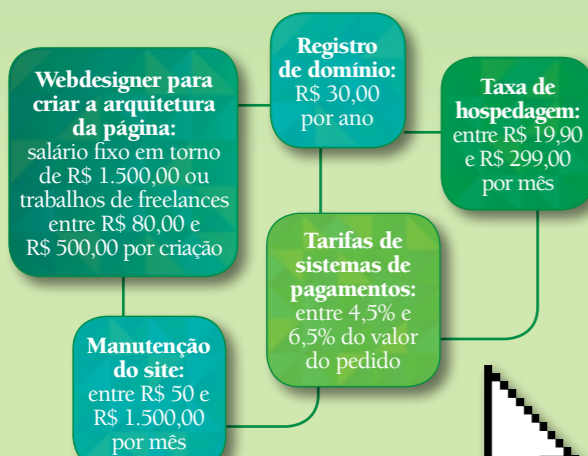 Webdesigner para
criar a arquitetura
da página:
salário fixo em torno
de R$ 1.500,00 ou
trabalhos de freelances
entre R$ 80,00 e
R$ 500,00 por criação
Registro
de domínio:
R$ 30,00
por ano
Taxa de
hospedagem:
entre R$ 19,90
e R$ 299,00
por mês
Tarifas de
sistemas de
pagamentos:
entre 4,5% e
6,5% do valor
do pedido
Manutenção
do site:
entre R$ 50 e
R$ 1.500,00
por mês